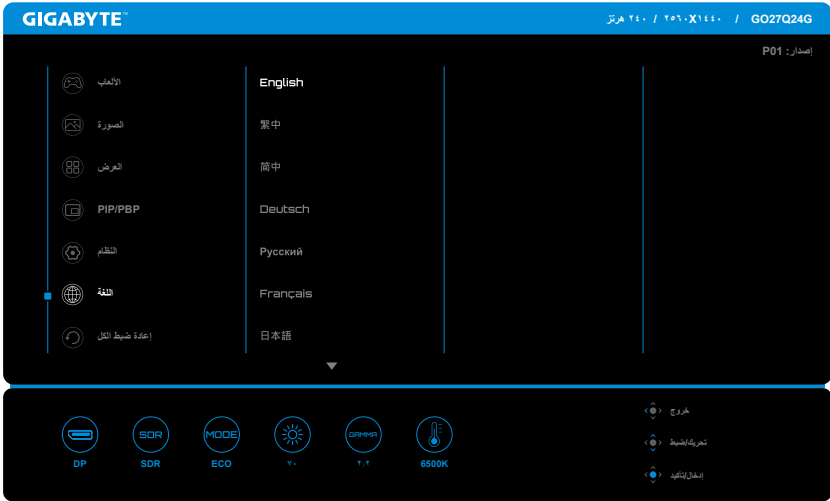 GIGABYTE™
GO27Q24G / ٢٥٦٠X١٤٤٠ / ٢٤٠ هرتز
إصدار: P01
الألعاب
الصورة
العرض
PIP/PBP
النظام
اللغة
إعادة ضبط الكل
English
繁中
简中
Deutsch
Русский
Français
日本語
DP
SDR
SDR
MODE
ECO
٧٠
GAMMA
٢,٢
6500K
خروج
تحريك/ضبط
إدخال/تأكيد